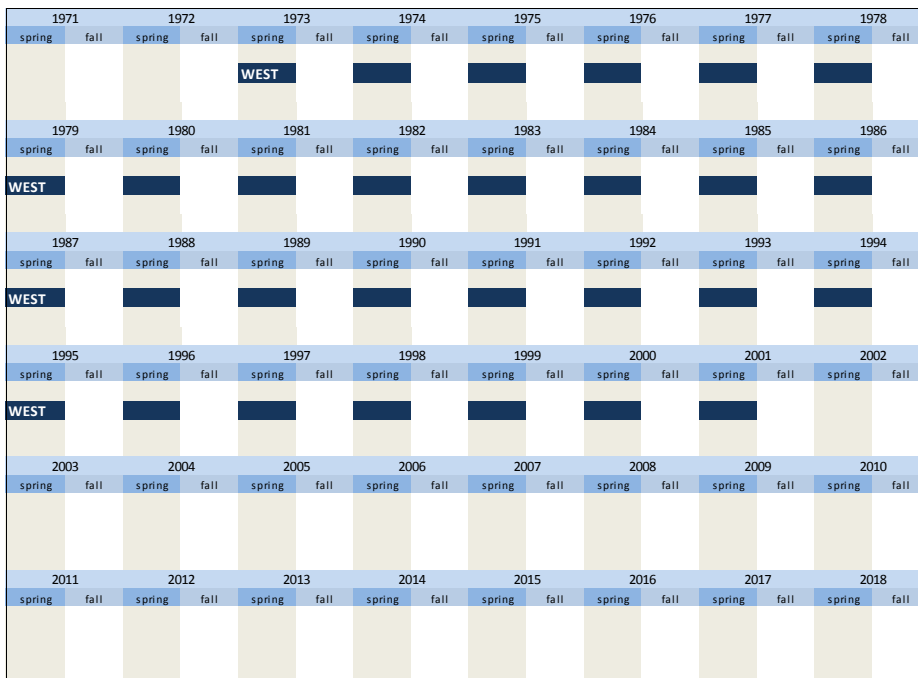 1971 1972 1973 1974 1975 1976 1977 1978
spring fall spring fall spring fall spring fall spring fall spring fall spring fall spring fall
WEST
1979 1980 1981 1982 1983 1984 1985 1986
spring fall spring fall spring fall spring fall spring fall spring fall spring fall spring fall
WEST
1987 1988 1989 1990 1991 1992 1993 1994
spring fall spring fall spring fall spring fall spring fall spring fall spring fall spring fall
WEST
1995 1996 1997 1998 1999 2000 2001 2002
spring fall spring fall spring fall spring fall spring fall spring fall spring fall spring fall
WEST
2003 2004 2005 2006 2007 2008 2009 2010
spring fall spring fall spring fall spring fall spring fall spring fall spring fall spring fall
2011 2012 2013 2014 2015 2016 2017 2018
spring fall spring fall spring fall spring fall spring fall spring fall spring fall spring fall